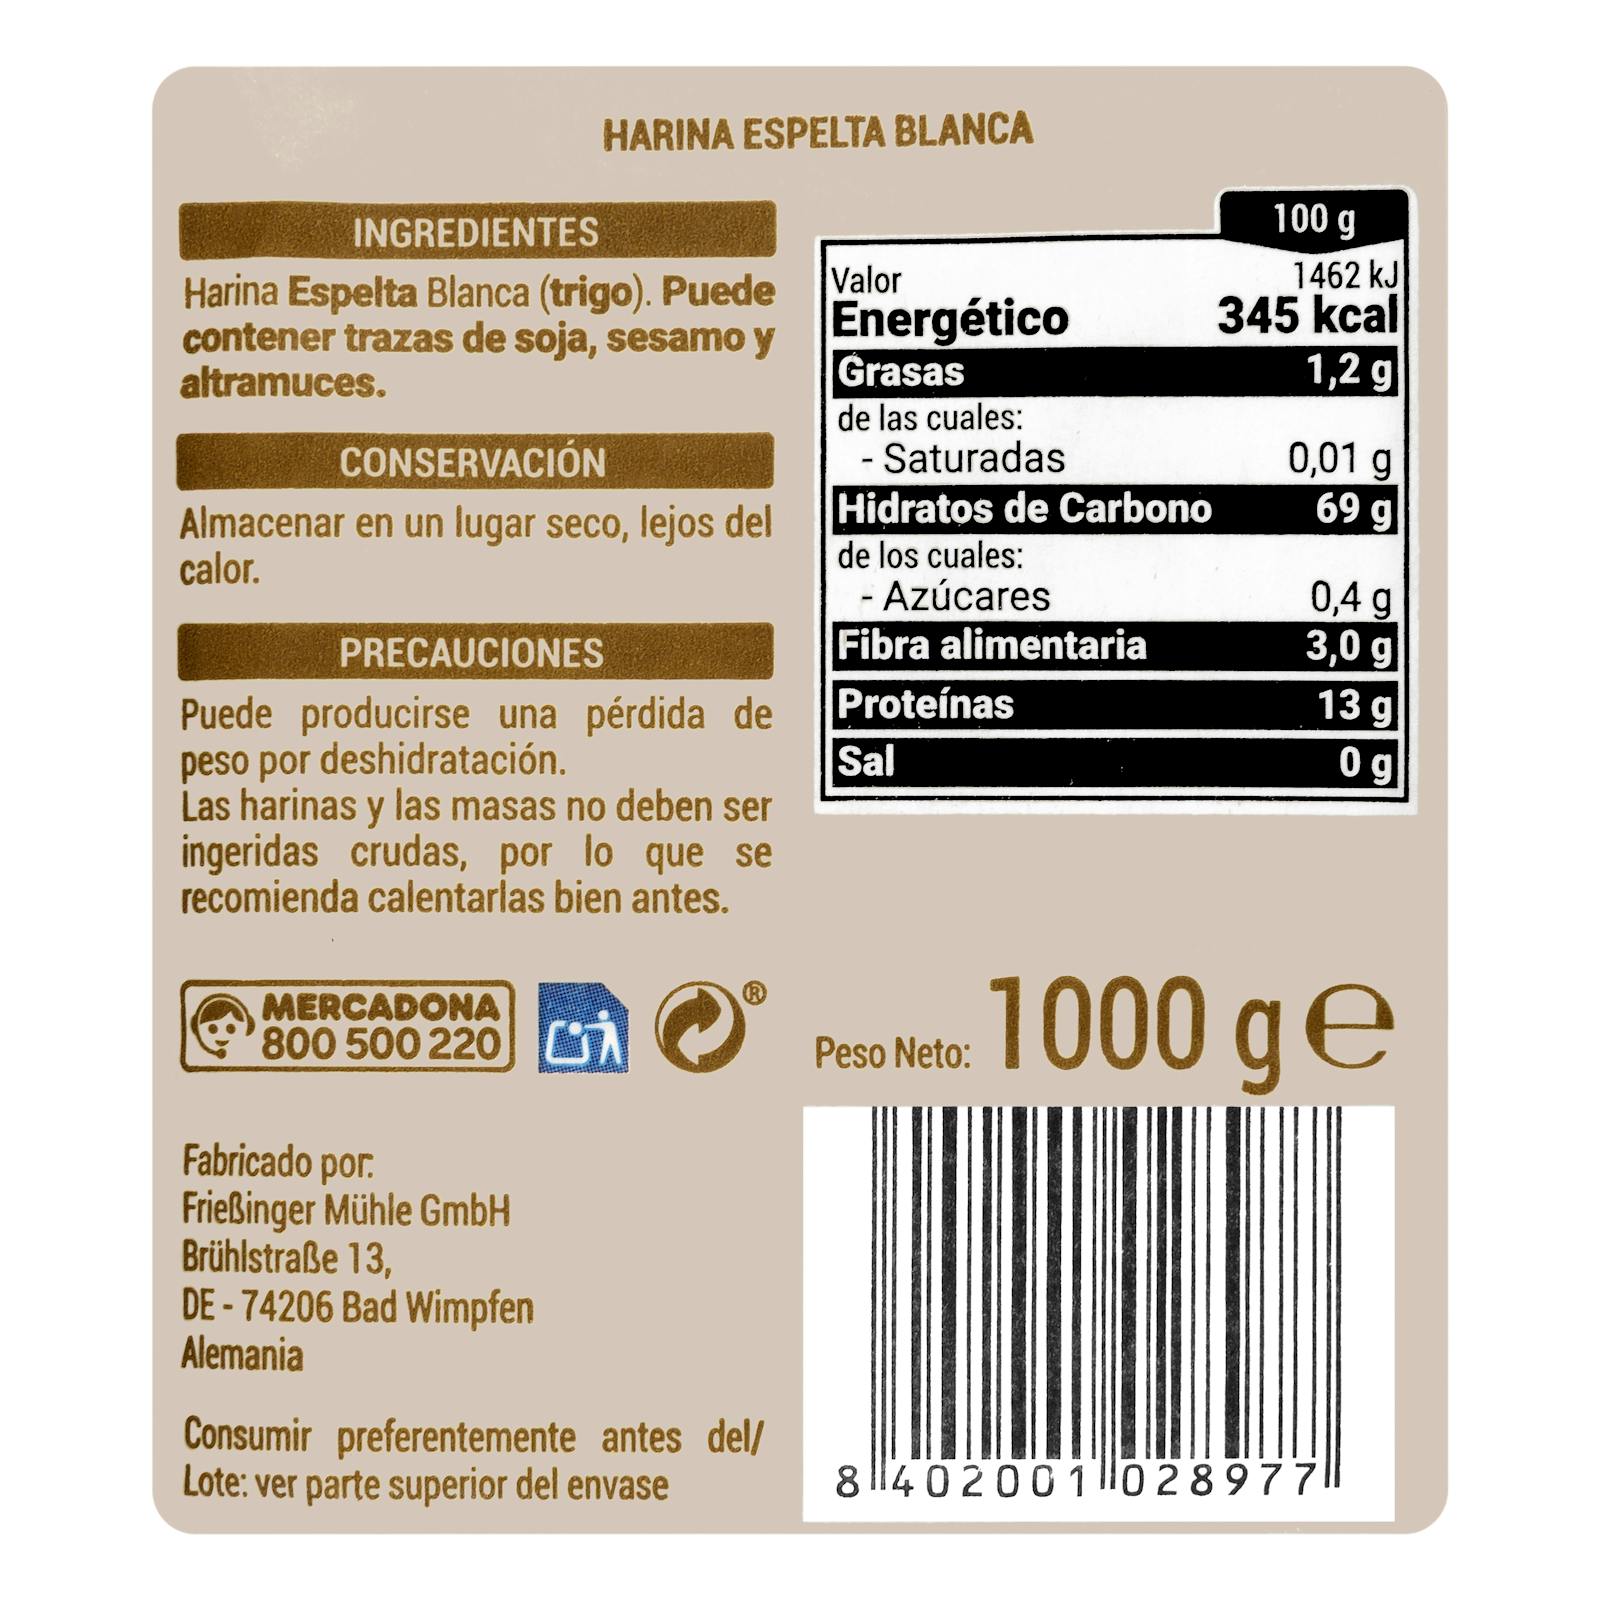 HARINA ESPELTA BLANCA
INGREDIENTES
Harina Espelta Blanca (trigo). Puede
contener trazas de soja, sesamo y
altramuces.
CONSERVACIÓN
Almacenar en un lugar seco, lejos del
calor.
PRECAUCIONES
Puede producirse una pérdida de
peso por deshidratación.
Las harinas y las masas no deben ser
ingeridas crudas, por lo que se
recomienda calentarlas bien antes.
MERCADONA
800 500 220
®
Fabricado por:
Frießinger Mühle GmbH
Brühlstraße 13,
DE - 74206 Bad Wimpfen
Alemania
Consumir preferentemente antes del/
Lote: ver parte superior del envase
100 g
Valor 1462 kJ
Energético 345 kcal
Grasas 1,2 g
de las cuales:
- Saturadas 0,01 g
Hidratos de Carbono 69 g
de los cuales:
- Azúcares 0,4 g
Fibra alimentaria 3,0 g
Proteínas 13 g
Sal 0 g
Peso Neto: 1000 g e
8 402001 028977